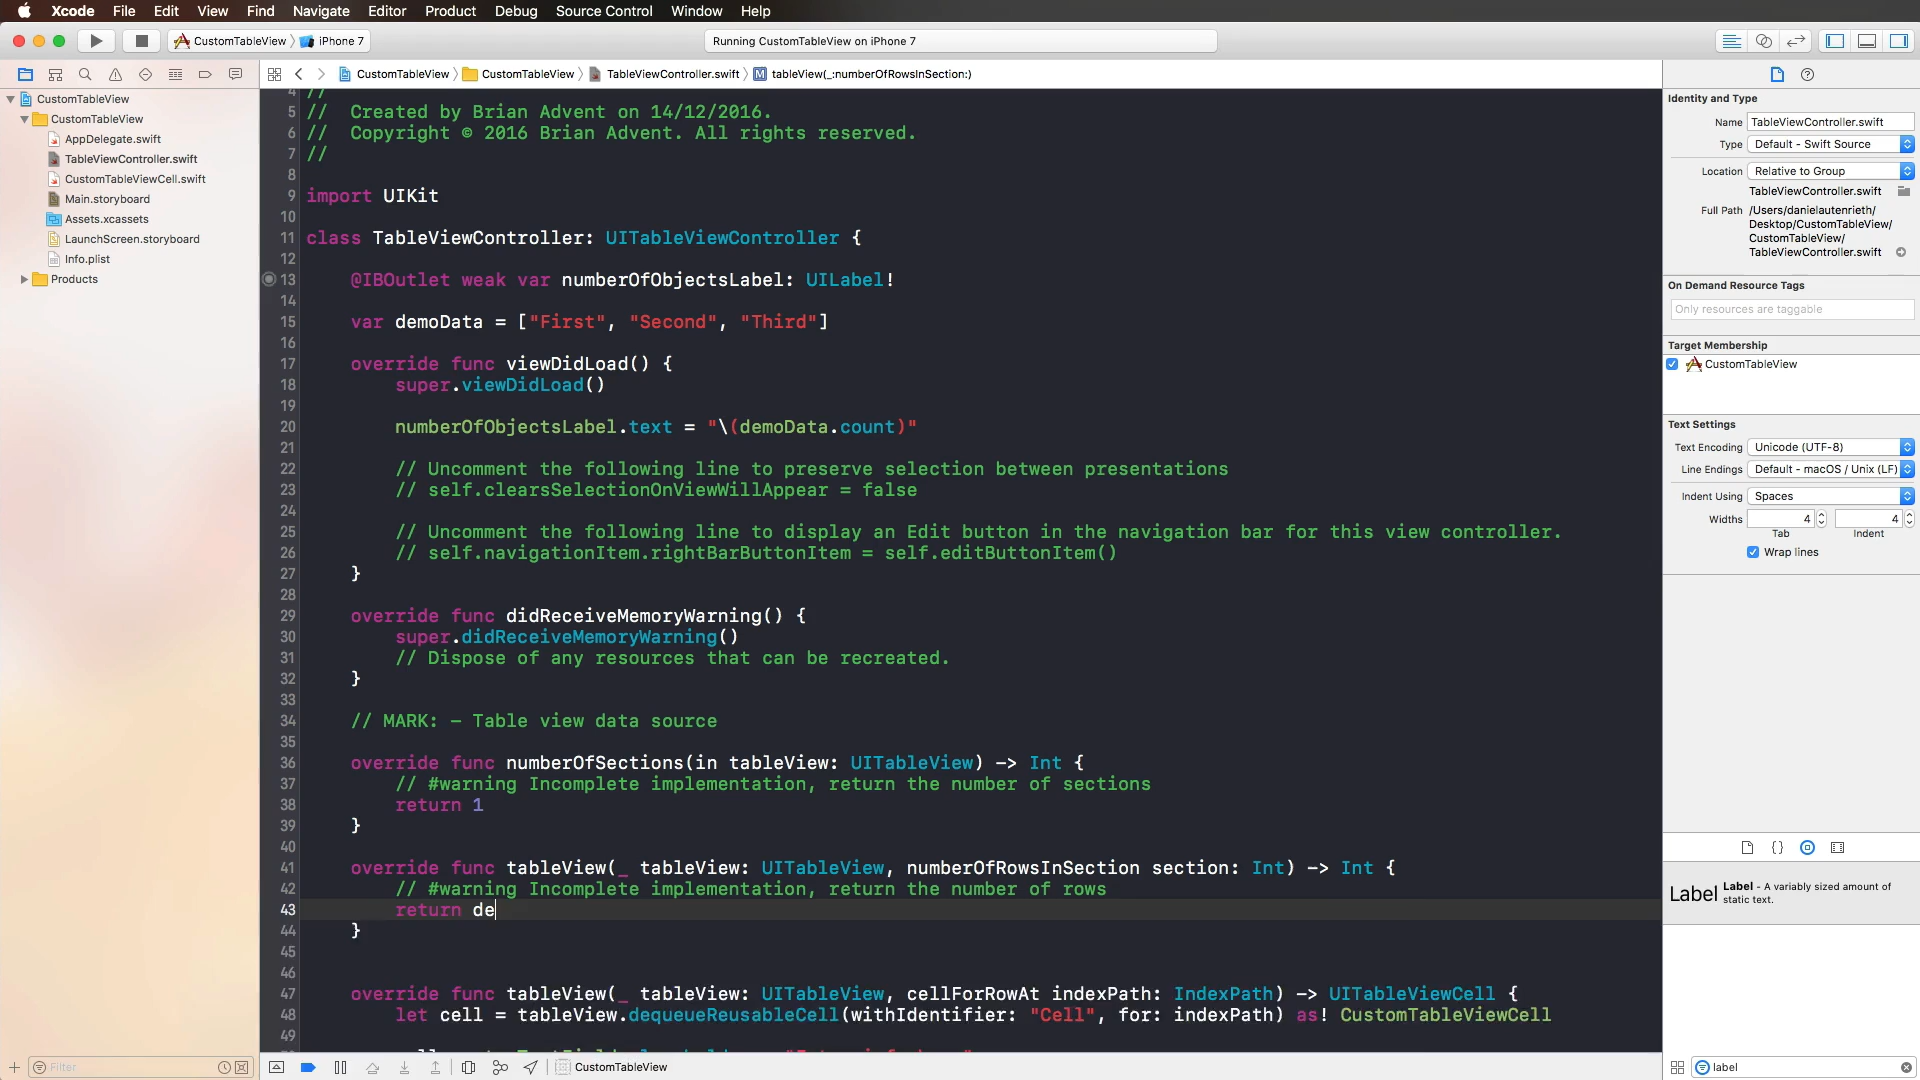 Xcode File Edit View Find Navigate Editor Product Debug Source Control Window Help
CustomTableView iPhone 7
Running CustomTableView on iPhone 7
CustomTableView CustomTableView TableViewController.swift M tableView(_:numberOfRowsInSection:)
CustomTableView
CustomTableView
AppDelegate.swift
TableViewController.swift
CustomTableViewCell.swift
Main.storyboard
Assets.xcassets
LaunchScreen.storyboard
Info.plist
Products
Filter
4 //
5 // Created by Brian Advent on 14/12/2016.
6 // Copyright © 2016 Brian Advent. All rights reserved.
7 //
8
9 import UIKit
10
11 class TableViewController: UITableViewController {
12
13 @IBOutlet weak var numberOfObjectsLabel: UILabel!
14
15 var demoData = ["First", "Second", "Third"]
16
17 override func viewDidLoad() {
18 super.viewDidLoad()
19
20 numberOfObjectsLabel.text = "\(demoData.count)"
21
22 // Uncomment the following line to preserve selection between presentations
23 // self.clearsSelectionOnViewWillAppear = false
24
25 // Uncomment the following line to display an Edit button in the navigation bar for this view controller.
26 // self.navigationItem.rightBarButtonItem = self.editButtonItem()
27 }
28
29 override func didReceiveMemoryWarning() {
30 super.didReceiveMemoryWarning()
31 // Dispose of any resources that can be recreated.
32 }
33
34 // MARK: - Table view data source
35
36 override func numberOfSections(in tableView: UITableView) -> Int {
37 // #warning Incomplete implementation, return the number of sections
38 return 1
39 }
40
41 override func tableView(_ tableView: UITableView, numberOfRowsInSection section: Int) -> Int {
42 // #warning Incomplete implementation, return the number of rows
43 return de
44 }
45
46
47 override func tableView(_ tableView: UITableView, cellForRowAt indexPath: IndexPath) -> UITableViewCell {
48 let cell = tableView.dequeueReusableCell(withIdentifier: "Cell", for: indexPath) as! CustomTableViewCell
49
CustomTableView
Identity and Type
Name TableViewController.swift
Type Default - Swift Source
Location Relative to Group
TableViewController.swift
Full Path /Users/danielautenrieth/
Desktop/CustomTableView/
CustomTableView/
TableViewController.swift
On Demand Resource Tags
Only resources are taggable
Target Membership
CustomTableView
Text Settings
Text Encoding Unicode (UTF-8)
Line Endings Default - macOS / Unix (LF)
Indent Using Spaces
Widths 4 4
Tab Indent
Wrap lines
Label Label - A variably sized amount of
static text.
label